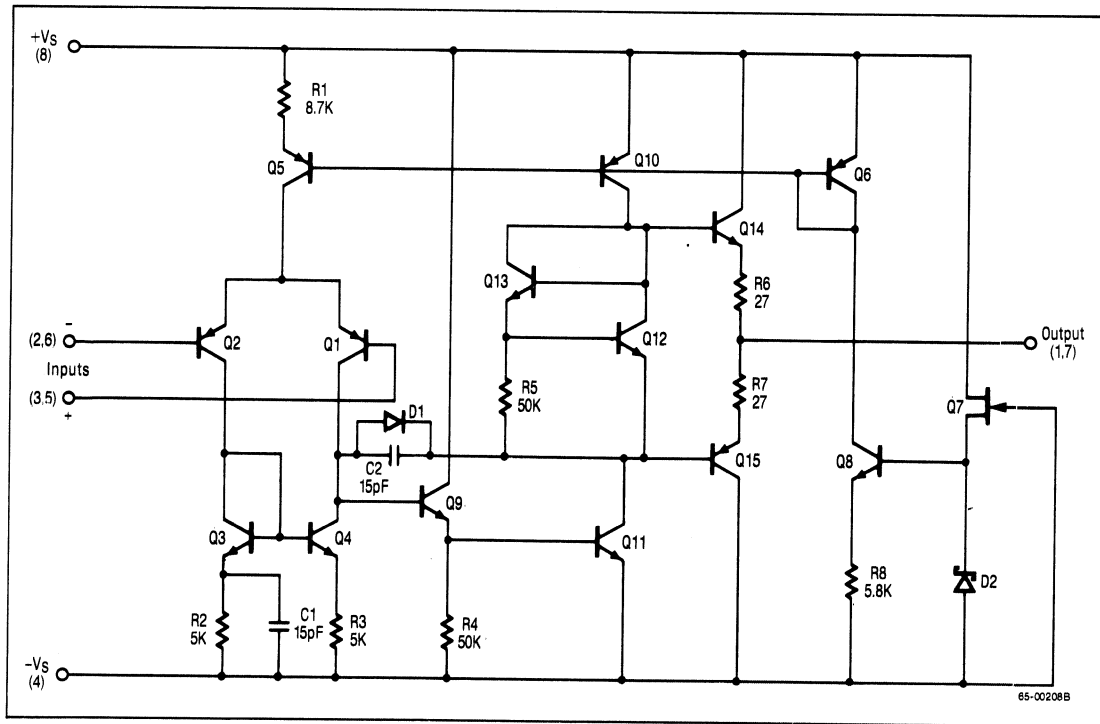 +Vs
(8)
R1
8.7K
Q5
Q10
Q6
Q14
Q13
R6
27
Q12
(2,6)
−
Q2
Q1
Output
(1,7)
Inputs
(3,5)
+
R5
50K
R7
27
Q7
D1
C2
15pF
Q15
Q8
Q9
Q3
Q4
Q11
R2
5K
C1
15pF
R3
5K
R4
50K
R8
5.8K
D2
−Vs
(4)
65-00208B